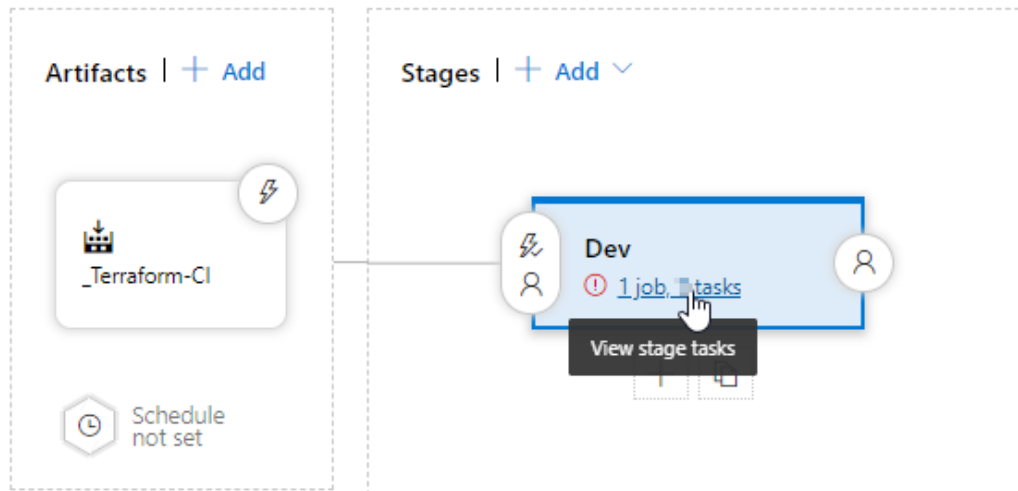 Artifacts | + Add
Stages | + Add
_Terraform-CI
Dev
1 job, tasks
View stage tasks
Schedule
not set